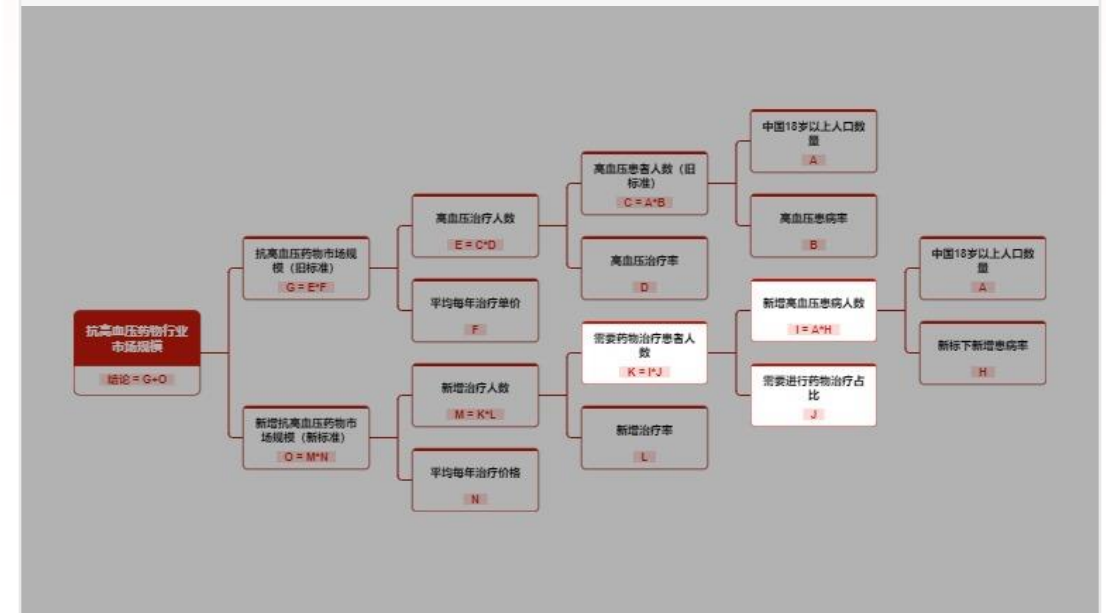 中国18岁以上人口数
量
A
高血压患者人数（旧
标准）
C = A*B
高血压治疗人数
E = C*D
高血压患病率
B
抗高血压药物市场规
模（旧标准）
G = E*F
高血压治疗率
D
中国18岁以上人口数
量
A
平均每年治疗单价
F
新增高血压患病人数
I = A*H
抗高血压药物行业
市场规模
结论 = G+O
需要药物治疗患者人
数
K = I*J
新标下新增患病率
H
新增治疗人数
M = K*L
需要进行药物治疗占
比
J
新增抗高血压药物市
场规模（新标准）
O = M*N
新增治疗率
L
平均每年治疗价格
N